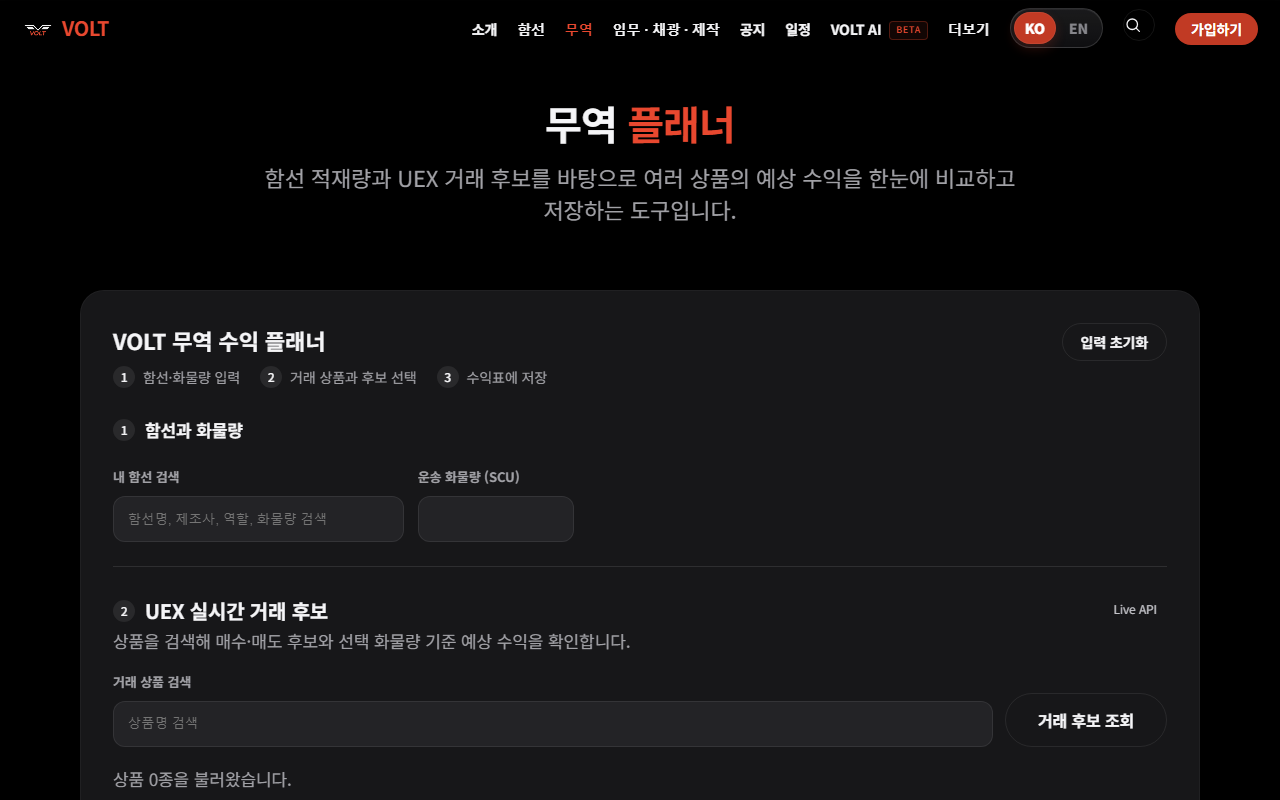 VOLT
VOLT
소개
함선
무역
임무 · 채광 · 제작
공지
일정
VOLT AI
BETA
더보기
KO
EN
가입하기
무역 플래너
함선 적재량과 UEX 거래 후보를 바탕으로 여러 상품의 예상 수익을 한눈에 비교하고
저장하는 도구입니다.
VOLT 무역 수익 플래너
입력 초기화
1 함선·화물량 입력
2 거래 상품과 후보 선택
3 수익표에 저장
1 함선과 화물량
내 함선 검색
운송 화물량 (SCU)
함선명, 제조사, 역할, 화물량 검색
2 UEX 실시간 거래 후보
Live API
상품을 검색해 매수·매도 후보와 선택 화물량 기준 예상 수익을 확인합니다.
거래 상품 검색
상품명 검색
거래 후보 조회
상품 0종을 불러왔습니다.